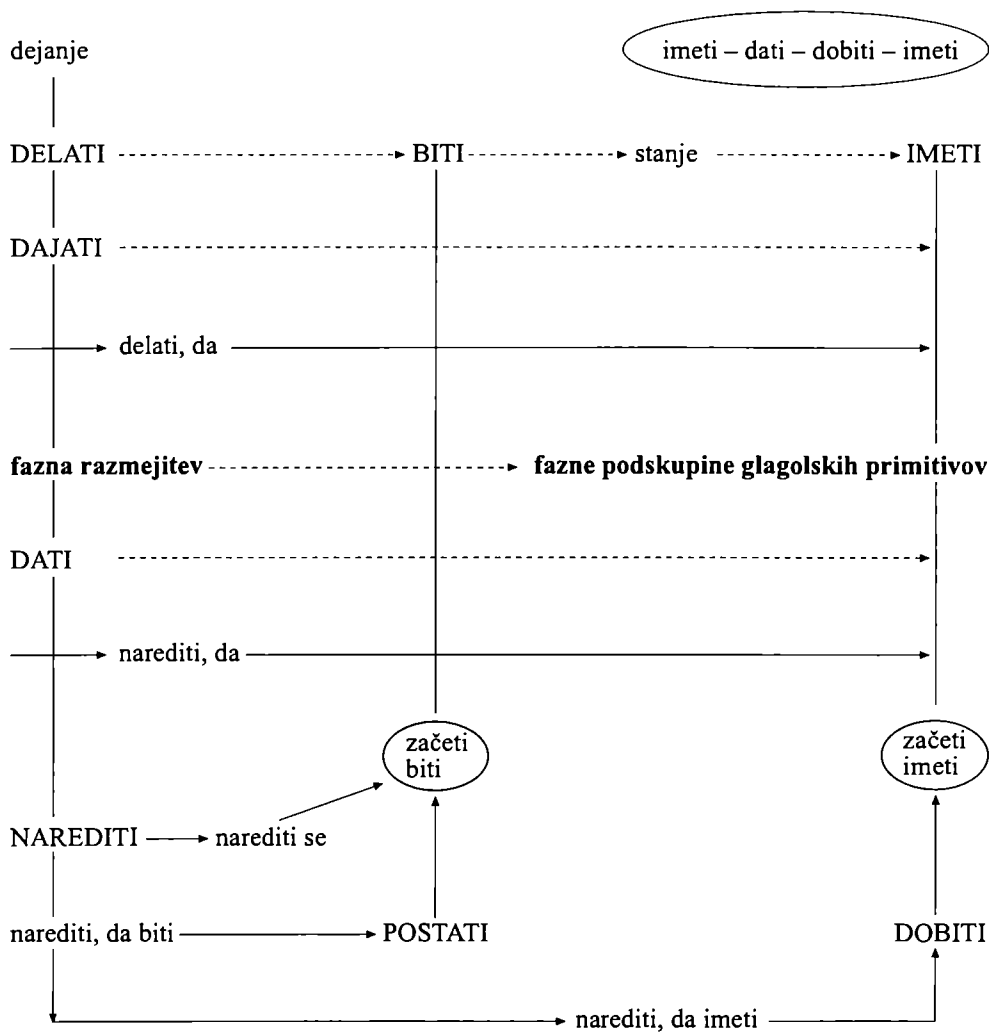 dejanje
imeti – dati – dobiti – imeti
DELATI BITI stanje IMETI
DAJATI
delati, da
fazna razmejitev fazne podskupine glagolskih primitivov
DATI
narediti, da
začeti
biti
začeti
imeti
NAREDITI narediti se
narediti, da biti POSTATI DOBITI
narediti, da imeti